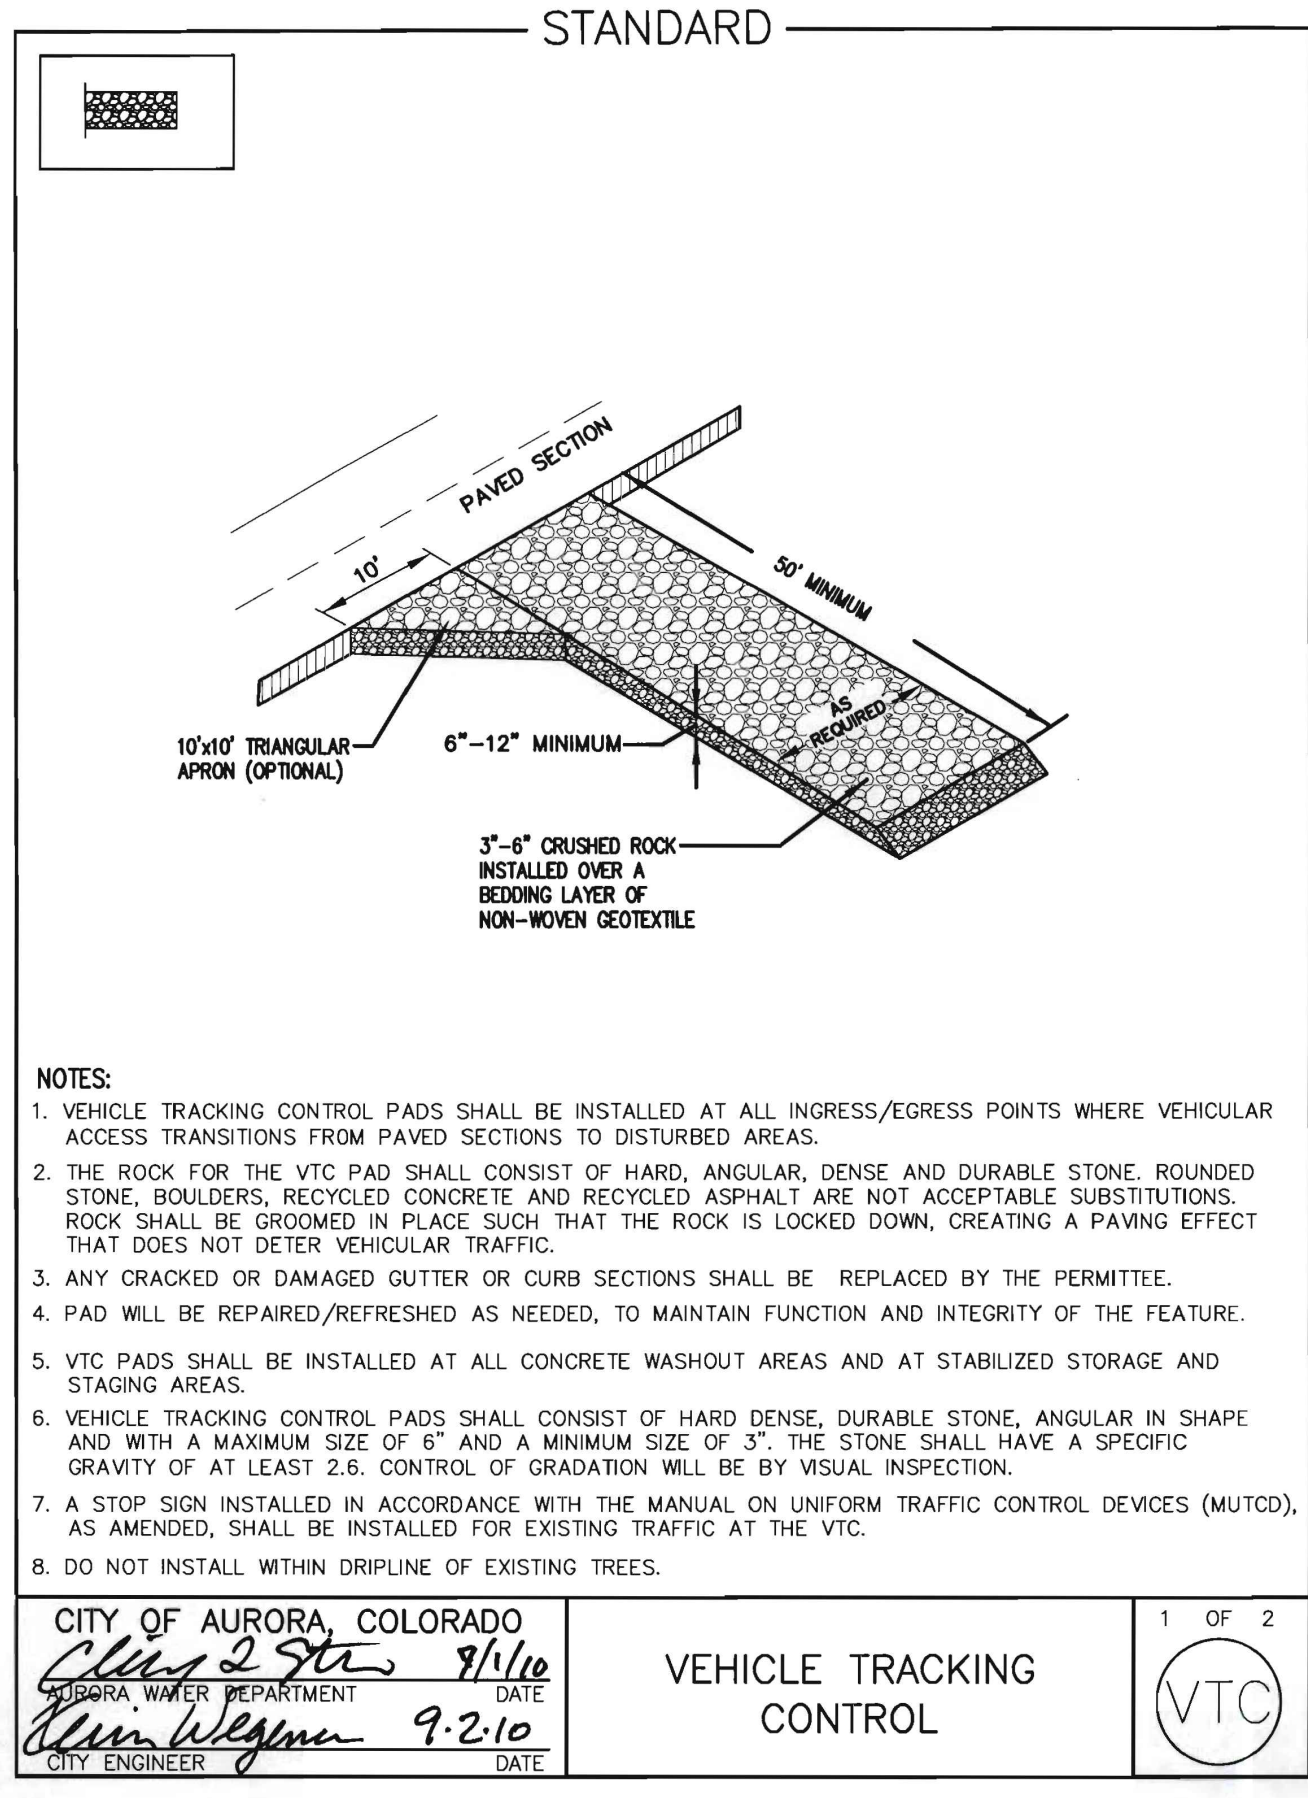 STANDARD
PAVED SECTION
10'
50' MINIMUM
AS
REQUIRED
10'x10' TRIANGULAR
APRON (OPTIONAL)
6"-12" MINIMUM
3"-6" CRUSHED ROCK
INSTALLED OVER A
BEDDING LAYER OF
NON-WOVEN GEOTEXTILE
NOTES:
1. VEHICLE TRACKING CONTROL PADS SHALL BE INSTALLED AT ALL INGRESS/EGRESS POINTS WHERE VEHICULAR
ACCESS TRANSITIONS FROM PAVED SECTIONS TO DISTURBED AREAS.
2. THE ROCK FOR THE VTC PAD SHALL CONSIST OF HARD, ANGULAR, DENSE AND DURABLE STONE. ROUNDED
STONE, BOULDERS, RECYCLED CONCRETE AND RECYCLED ASPHALT ARE NOT ACCEPTABLE SUBSTITUTIONS.
ROCK SHALL BE GROOMED IN PLACE SUCH THAT THE ROCK IS LOCKED DOWN, CREATING A PAVING EFFECT
THAT DOES NOT DETER VEHICULAR TRAFFIC.
3. ANY CRACKED OR DAMAGED GUTTER OR CURB SECTIONS SHALL BE REPLACED BY THE PERMITTEE.
4. PAD WILL BE REPAIRED/REFRESHED AS NEEDED, TO MAINTAIN FUNCTION AND INTEGRITY OF THE FEATURE.
5. VTC PADS SHALL BE INSTALLED AT ALL CONCRETE WASHOUT AREAS AND AT STABILIZED STORAGE AND
STAGING AREAS.
6. VEHICLE TRACKING CONTROL PADS SHALL CONSIST OF HARD DENSE, DURABLE STONE, ANGULAR IN SHAPE
AND WITH A MAXIMUM SIZE OF 6" AND A MINIMUM SIZE OF 3". THE STONE SHALL HAVE A SPECIFIC
GRAVITY OF AT LEAST 2.6. CONTROL OF GRADATION WILL BE BY VISUAL INSPECTION.
7. A STOP SIGN INSTALLED IN ACCORDANCE WITH THE MANUAL ON UNIFORM TRAFFIC CONTROL DEVICES (MUTCD),
AS AMENDED, SHALL BE INSTALLED FOR EXISTING TRAFFIC AT THE VTC.
8. DO NOT INSTALL WITHIN DRIPLINE OF EXISTING TREES.
CITY OF AURORA, COLORADO
AURORA WATER DEPARTMENT DATE
Kevin Wegener 9.2.10
CITY ENGINEER DATE
VEHICLE TRACKING
CONTROL
1 OF 2
VTC